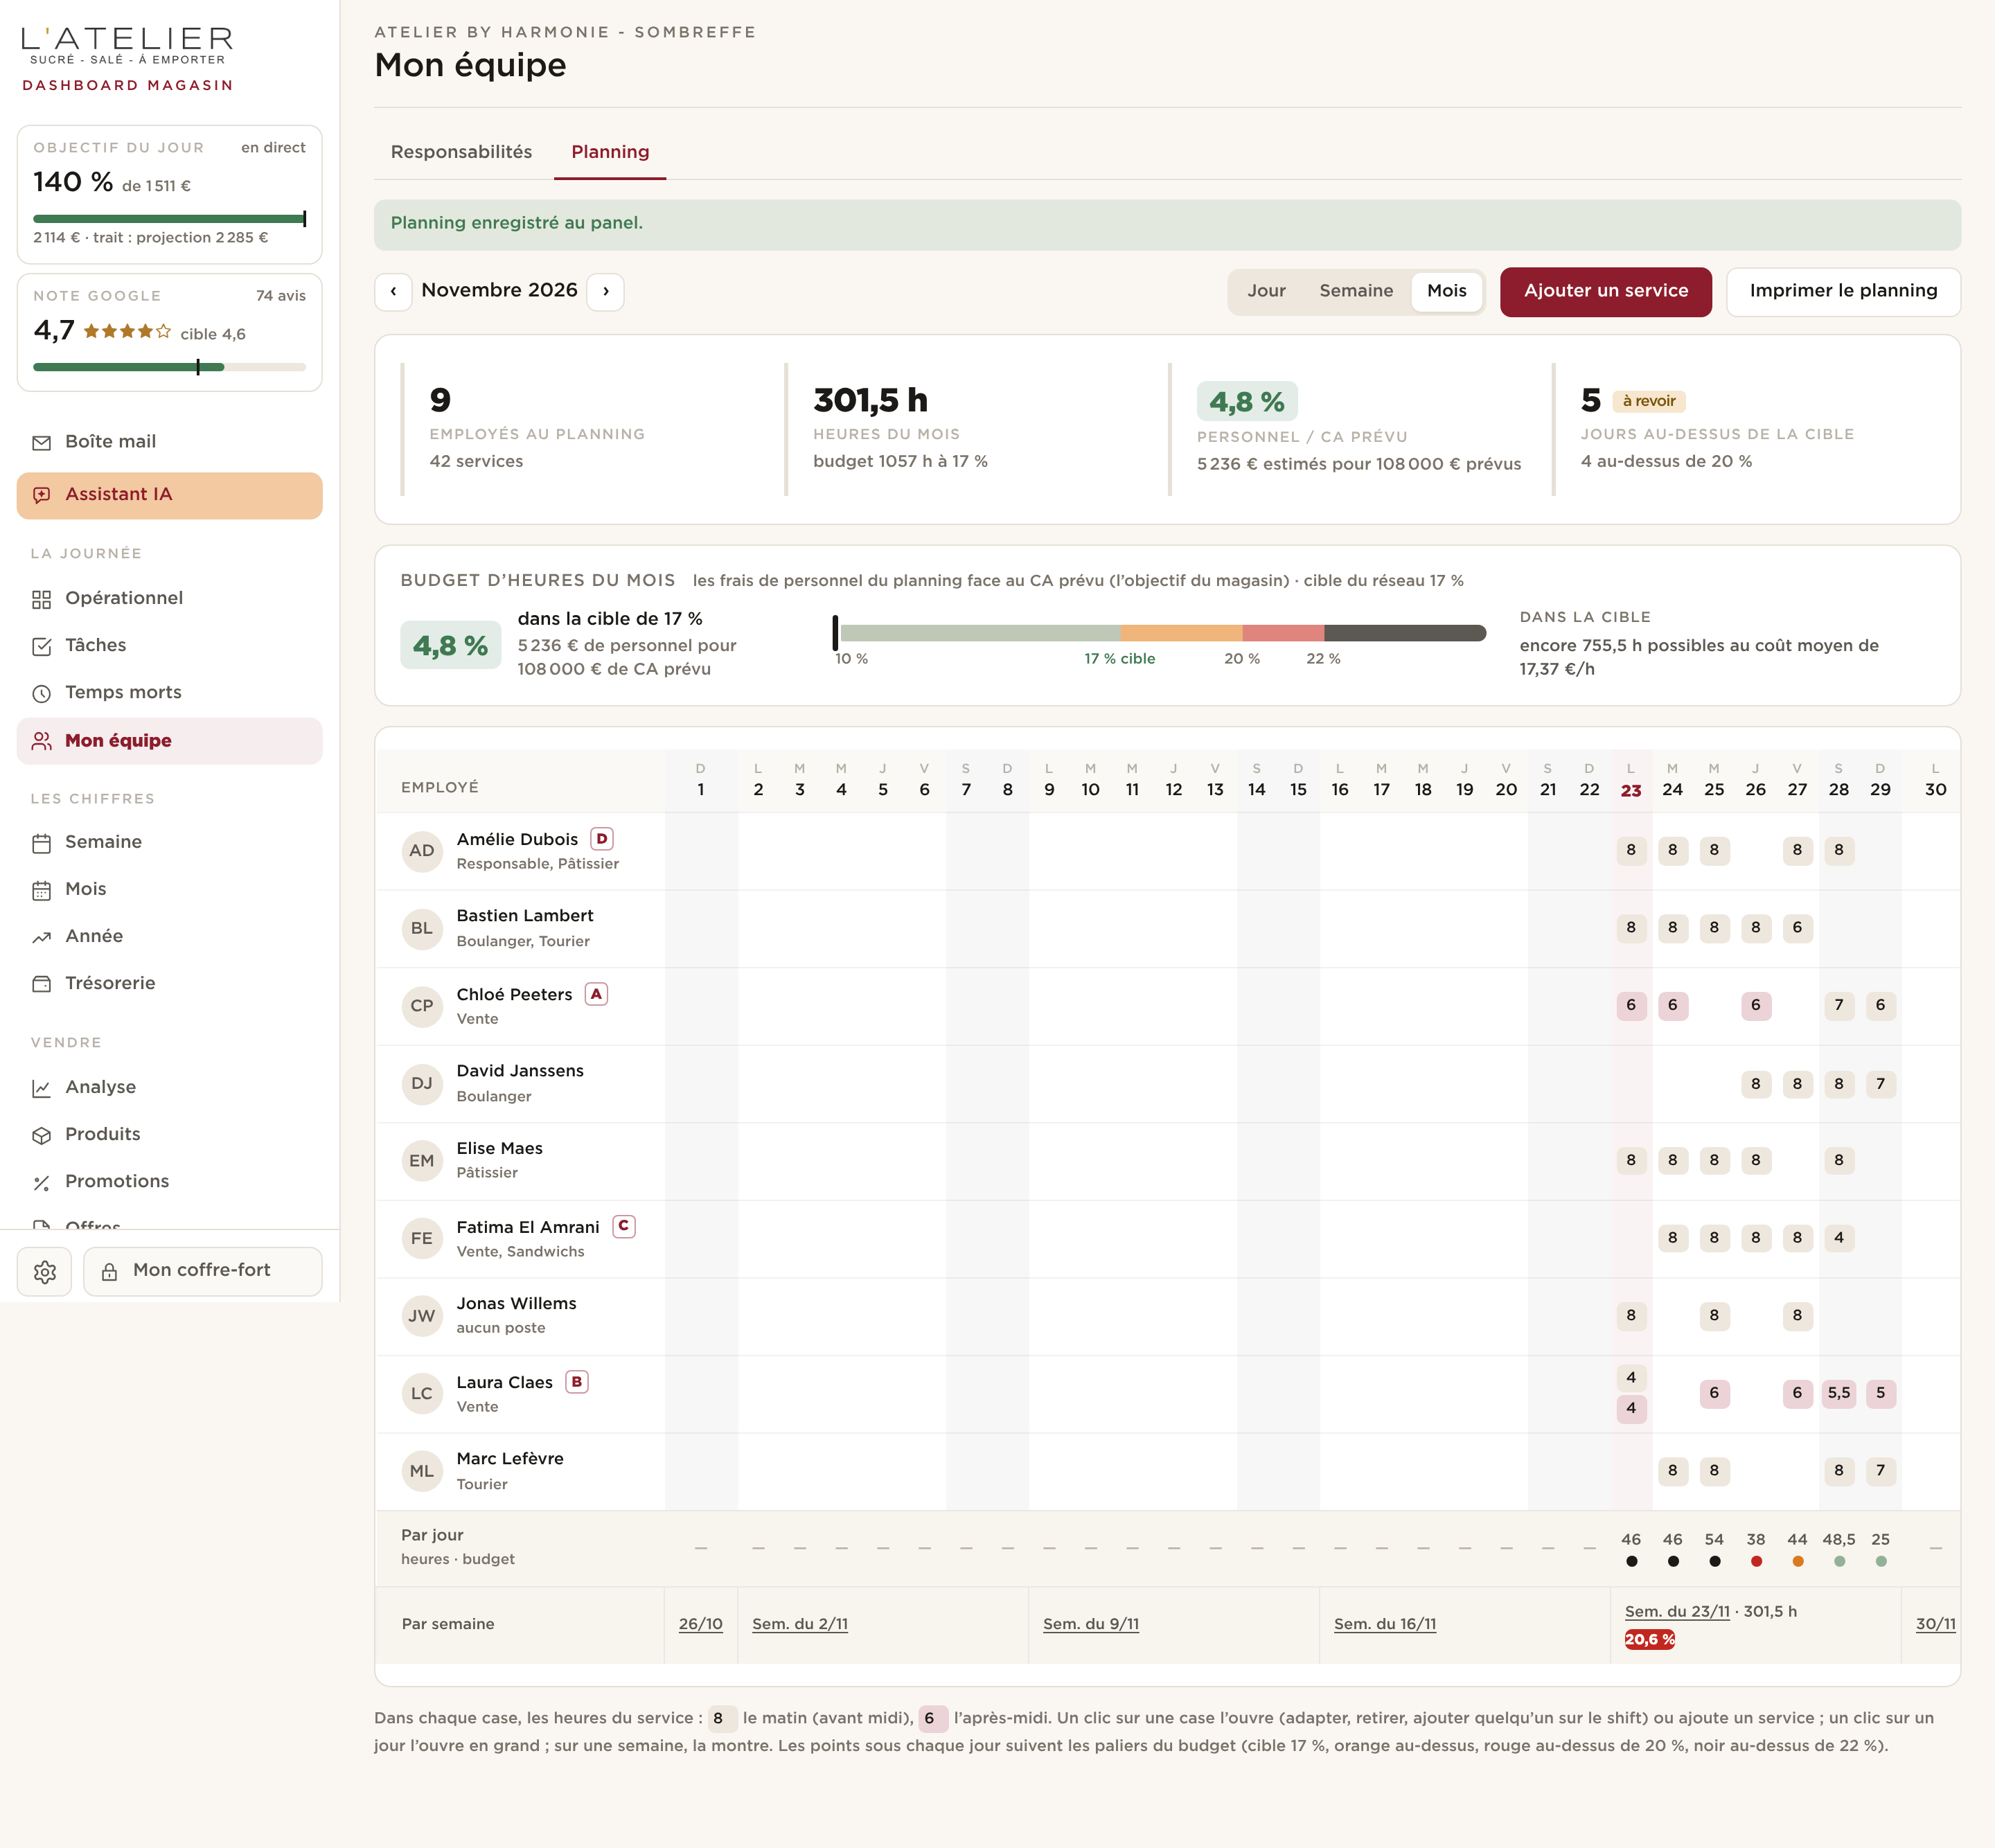 L'ATELIER
SUCRÉ - SALÉ - À EMPORTER
DASHBOARD MAGASIN
OBJECTIF DU JOUR en direct
140 % de 1 511 €
2 114 € · trait : projection 2 285 €
NOTE GOOGLE 74 avis
4,7 ★★★★☆ cible 4,6
Boîte mail
Assistant IA
LA JOURNÉE
Opérationnel
Tâches
Temps morts
Mon équipe
LES CHIFFRES
Semaine
Mois
Année
Trésorerie
VENDRE
Analyse
Produits
Promotions
Offres
Mon coffre-fort
ATELIER BY HARMONIE - SOMBREFFE
Mon équipe
Responsabilités Planning
Planning enregistré au panel.
‹ Novembre 2026 › Jour Semaine Mois Ajouter un service Imprimer le planning
9
EMPLOYÉS AU PLANNING
42 services
301,5 h
HEURES DU MOIS
budget 1057 h à 17 %
4,8 %
PERSONNEL / CA PRÉVU
5 236 € estimés pour 108 000 € prévus
5 à revoir
JOURS AU-DESSUS DE LA CIBLE
4 au-dessus de 20 %
BUDGET D’HEURES DU MOIS les frais de personnel du planning face au CA prévu (l’objectif du magasin) · cible du réseau 17 %
4,8 %
dans la cible de 17 %
5 236 € de personnel pour
108 000 € de CA prévu
10 % 17 % cible 20 % 22 %
DANS LA CIBLE
encore 755,5 h possibles au coût moyen de
17,37 €/h
D L M M J V S D L M M J V S D L M M J V S D L M M J V S D L
EMPLOYÉ 1 2 3 4 5 6 7 8 9 10 11 12 13 14 15 16 17 18 19 20 21 22 23 24 25 26 27 28 29 30
AD Amélie Dubois D 8 8 8 8 8
Responsable, Pâtissier
BL Bastien Lambert 8 8 8 8 6
Boulanger, Tourier
CP Chloé Peeters A 6 6 6 7 6
Vente
DJ David Janssens 8 8 8 7
Boulanger
EM Elise Maes 8 8 8 8 8
Pâtissier
FE Fatima El Amrani C 8 8 8 8 4
Vente, Sandwichs
JW Jonas Willems 8 8 8
aucun poste
LC Laura Claes B 4 4 6 6 5,5 5
Vente
ML Marc Lefèvre 8 8 8 7
Tourier
Par jour — — — — — — — — — — — — — — — — — — — — — — 46 46 54 38 44 48,5 25 —
heures · budget
Par semaine 26/10 Sem. du 2/11 Sem. du 9/11 Sem. du 16/11 Sem. du 23/11 · 301,5 h 30/11
20,6 %
Dans chaque case, les heures du service : 8 le matin (avant midi), 6 l’après-midi. Un clic sur une case l’ouvre (adapter, retirer, ajouter quelqu’un sur le shift) ou ajoute un service ; un clic sur un
jour l’ouvre en grand ; sur une semaine, la montre. Les points sous chaque jour suivent les paliers du budget (cible 17 %, orange au-dessus, rouge au-dessus de 20 %, noir au-dessus de 22 %).